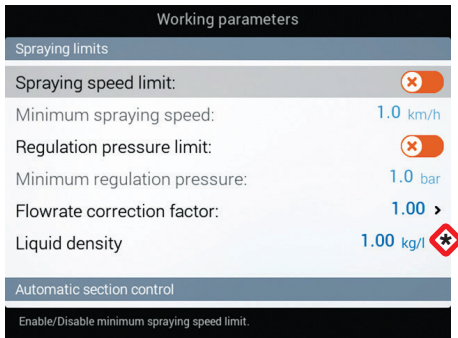 Working parameters
Spraying limits
Spraying speed limit:
Minimum spraying speed: 1.0 km/h
Regulation pressure limit:
Minimum regulation pressure: 1.0 bar
Flowrate correction factor: 1.00 >
Liquid density 1.00 kg/l *
Automatic section control
Enable/Disable minimum spraying speed limit.